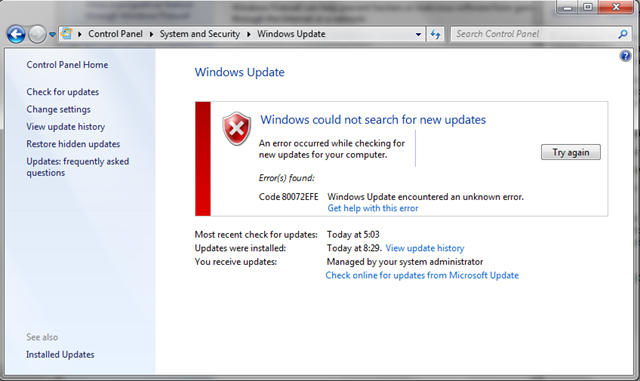 Control Panel ▸ System and Security ▸ Windows Update
Search Control Panel
Control Panel Home
Check for updates
Change settings
View update history
Restore hidden updates
Updates: frequently asked
questions
See also
Installed Updates
Windows Update
Windows could not search for new updates
An error occurred while checking for
new updates for your computer.
Try again
Error(s) found:
Code 80072EFE Windows Update encountered an unknown error.
Get help with this error
Most recent check for updates: Today at 5:03
Updates were installed: Today at 8:29. View update history
You receive updates: Managed by your system administrator
Check online for updates from Microsoft Update